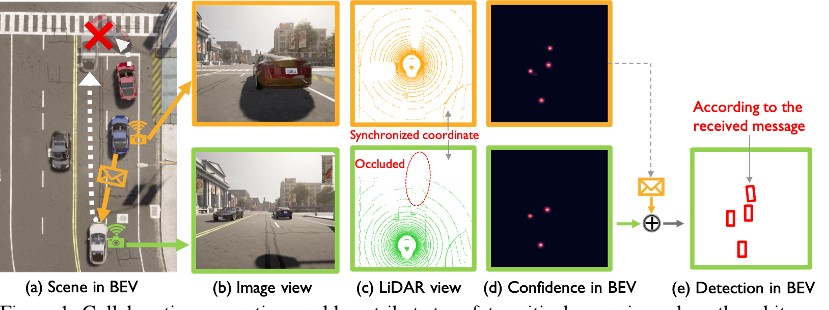 Synchronized coordinate
Occluded
According to the
received message
(a) Scene in BEV
(b) Image view
(c) LiDAR view
(d) Confidence in BEV
(e) Detection in BEV